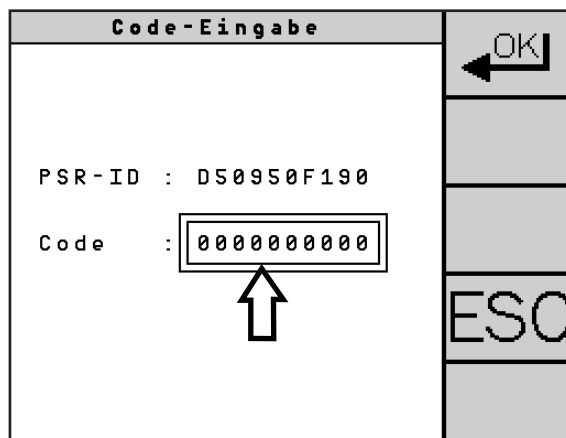 Code-Eingabe
OK
PSR-ID : D50950F190
Code : 0000000000
ESC